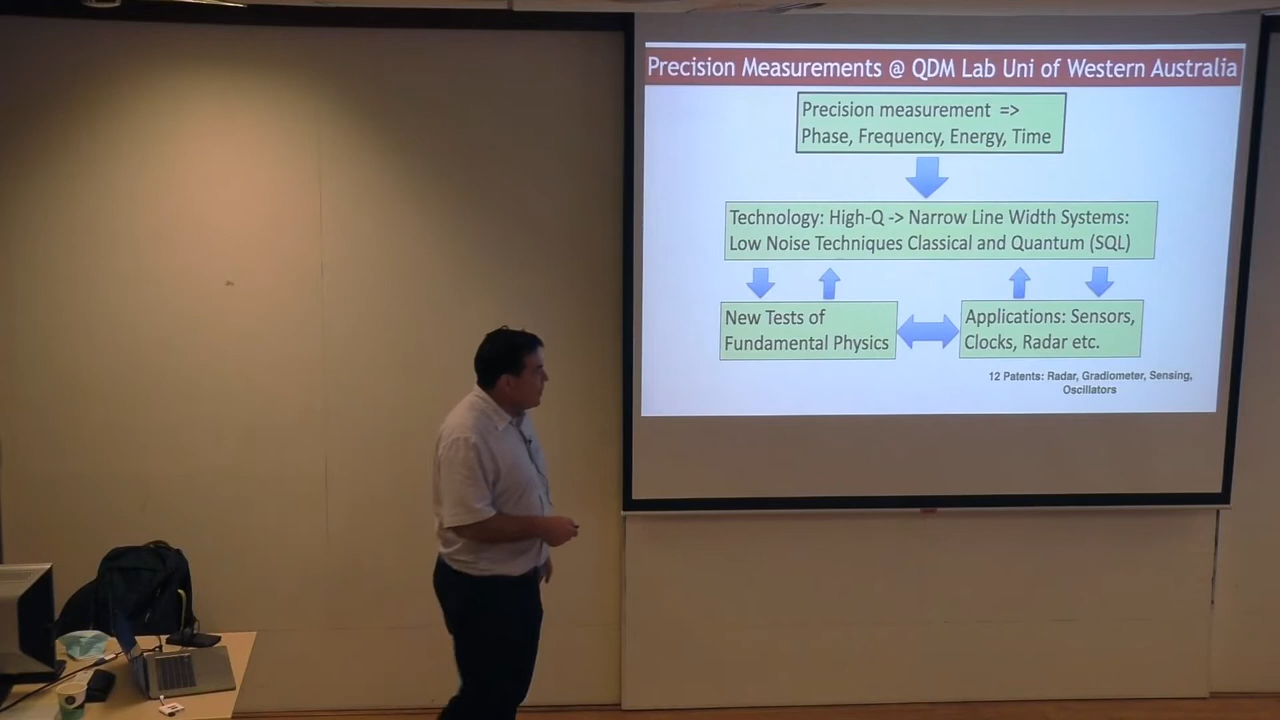 Precision Measurements @ QDM Lab Uni of Western Australia
Precision measurement =>
Phase, Frequency, Energy, Time
Technology: High-Q -> Narrow Line Width Systems:
Low Noise Techniques Classical and Quantum (SQL)
New Tests of
Fundamental Physics
Applications: Sensors,
Clocks, Radar etc.
12 Patents: Radar, Gradiometer, Sensing,
Oscillators